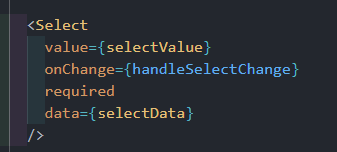 <Select
value={selectValue}
onChange={handleSelectChange}
required
data={selectData}
/>